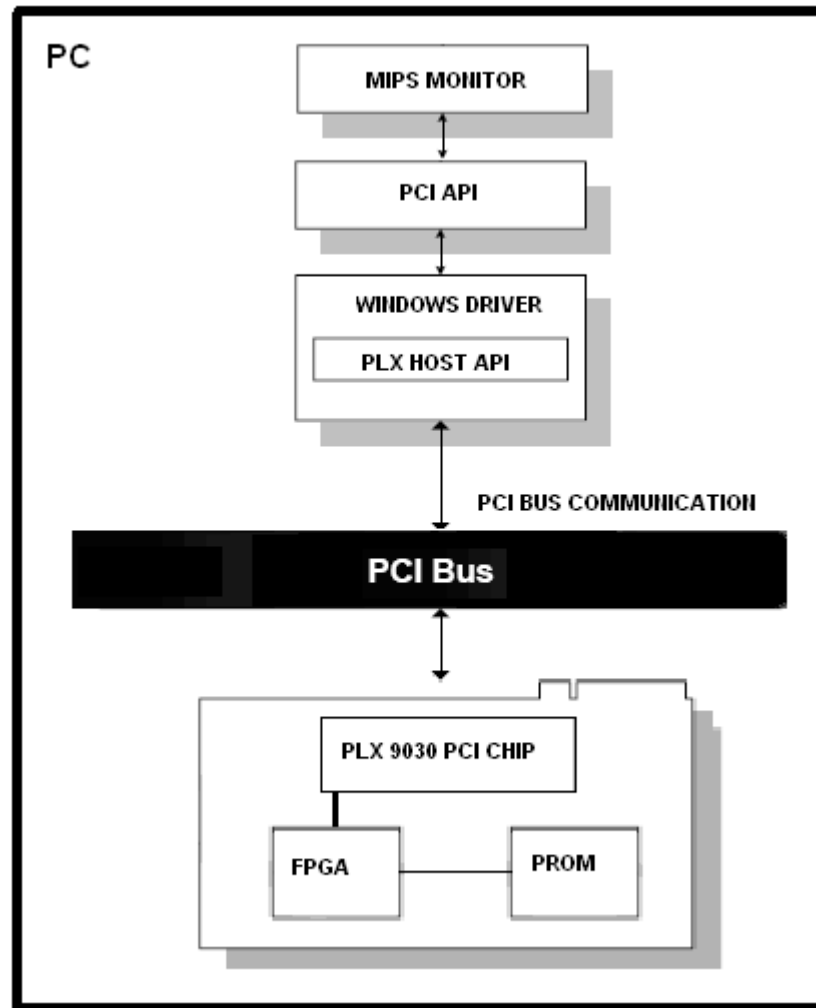 PC
MIPS MONITOR
PCI API
WINDOWS DRIVER
PLX HOST API
PCI BUS COMMUNICATION
PCI Bus
PLX 9030 PCI CHIP
FPGA
PROM